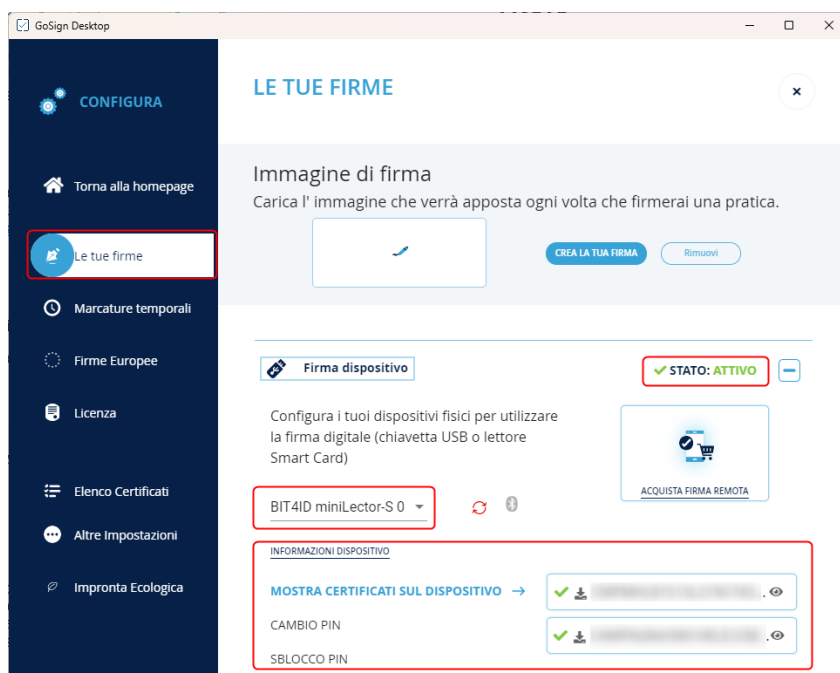 GoSign Desktop
CONFIGURA
Torna alla homepage
Le tue firme
Marcature temporali
Firme Europee
Licenza
Elenco Certificati
Altre Impostazioni
Impronta Ecologica
LE TUE FIRME
Immagine di firma
Carica l' immagine che verrà apposta ogni volta che firmerai una pratica.
CREA LA TUA FIRMA
Rimuovi
Firma dispositivo
STATO: ATTIVO
Configura i tuoi dispositivi fisici per utilizzare
la firma digitale (chiavetta USB o lettore
Smart Card)
ACQUISTA FIRMA REMOTA
BIT4ID miniLector-S 0
INFORMAZIONI DISPOSITIVO
MOSTRA CERTIFICATI SUL DISPOSITIVO →
CAMBIO PIN
SBLOCCO PIN